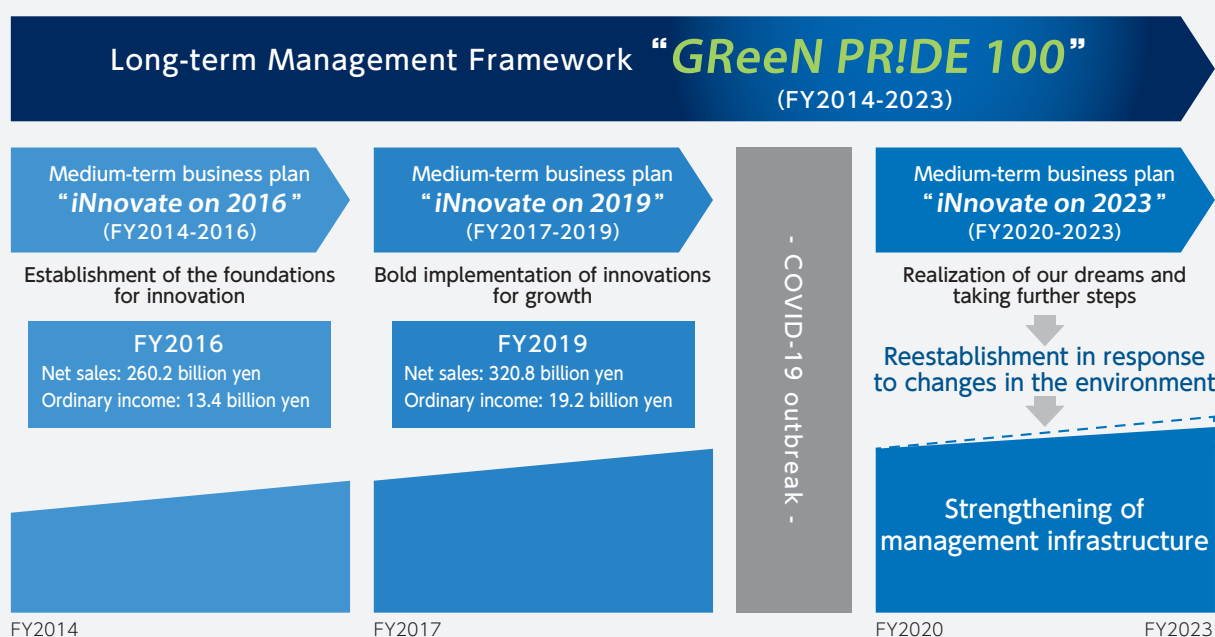 Long-term Management Framework “GReeN PR!DE 100”
(FY2014-2023)
Medium-term business plan
“iNnovate on 2016”
(FY2014-2016)
Establishment of the foundations
for innovation
FY2016
Net sales: 260.2 billion yen
Ordinary income: 13.4 billion yen
FY2014
Medium-term business plan
“iNnovate on 2019”
(FY2017-2019)
Bold implementation of innovations
for growth
FY2019
Net sales: 320.8 billion yen
Ordinary income: 19.2 billion yen
FY2017
- COVID-19 outbreak -
Medium-term business plan
“iNnovate on 2023”
(FY2020-2023)
Realization of our dreams and
taking further steps
Reestablishment in response
to changes in the environment
Strengthening of
management infrastructure
FY2020
FY2023